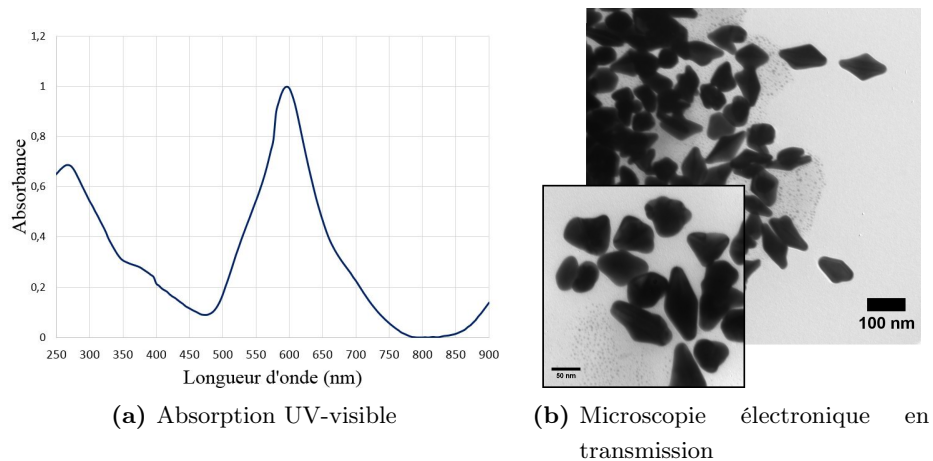 1,2
1
0,8
0,6
0,4
0,2
0
Absorbance
250 300 350 400 450 500 550 600 650 700 750 800 850 900
Longueur d'onde (nm)
100 nm
50 nm
(a) Absorption UV-visible
(b) Microscopie électronique en
transmission